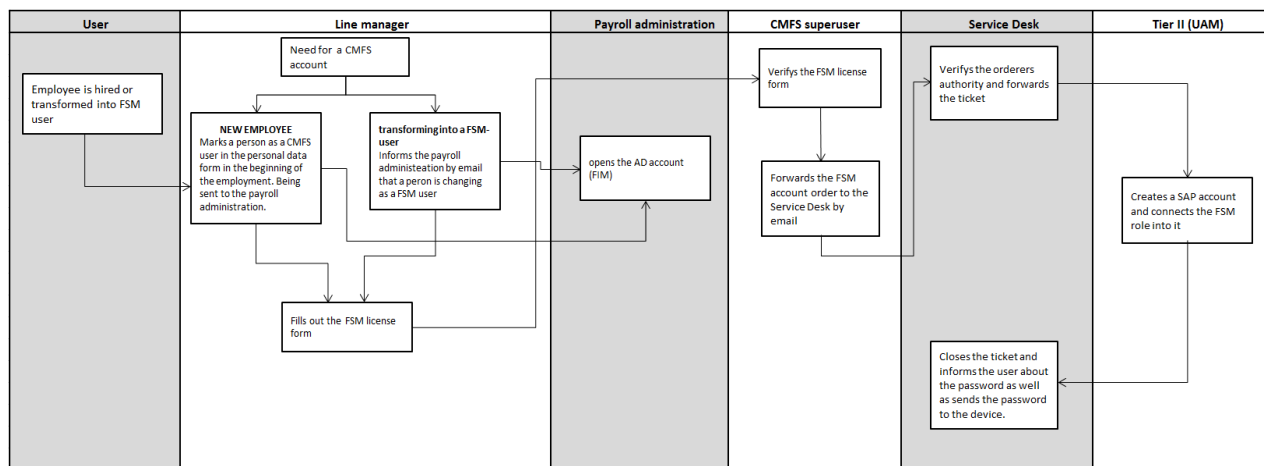 User
Line manager
Payroll administration
CMFS superuser
Service Desk
Tier II (UAM)
Employee is hired or
transformed into FSM
user
Need for a CMFS
account
NEW EMPLOYEE
Marks a person as a CMFS
user in the personal data
form in the beginning of
the employment. Being
sent to the payroll
administration.
transforming into a FSM-
user
Informs the payroll
administeation by email
that a peron is changing
as a FSM user
Fills out the FSM license
form
opens the AD account
(FIM)
Verifys the FSM license
form
Forwards the FSM
account order to the
Service Desk by
email
Verifys the orderers
authority and forwards
the ticket
Creates a SAP account
and connects the FSM
role into it
Closes the ticket and
informs the user about
the password as well
as sends the password
to the device.